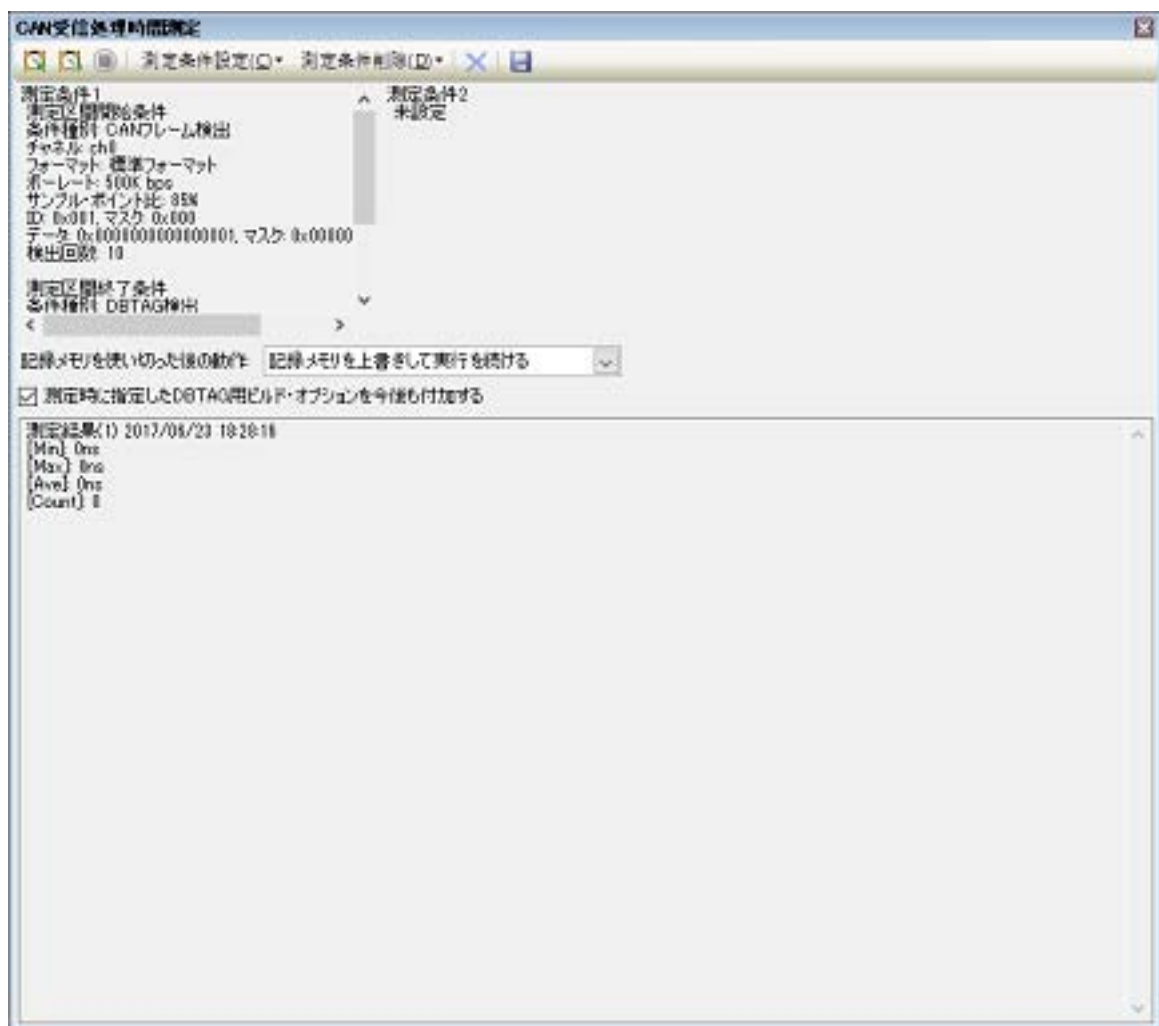 CAN受信処理時間測定
測定条件設定(C) 測定条件削除(D)
測定条件1
測定区間開始条件
条件種別: CANフレーム検出
チャネル: ch0
フォーマット: 標準フォーマット
ボーレート: 500K bps
サンプル・ポイント比: 85%
ID: 0x001, マスク: 0x000
データ: 0x0000000000000001, マスク: 0x00000
検出回数: 10
測定区間終了条件
条件種別: DBTAG検出
測定条件2
未設定
記録メモリを使い切った後の動作 記録メモリを上書きして実行を続ける
測定時に指定したDBTAG用ビルド・オプションを今後も付加する
測定結果(1) 2017/06/23 18:28:16
[Min]: 0ns
[Max]: 0ns
[Ave]: 0ns
[Count]: 0